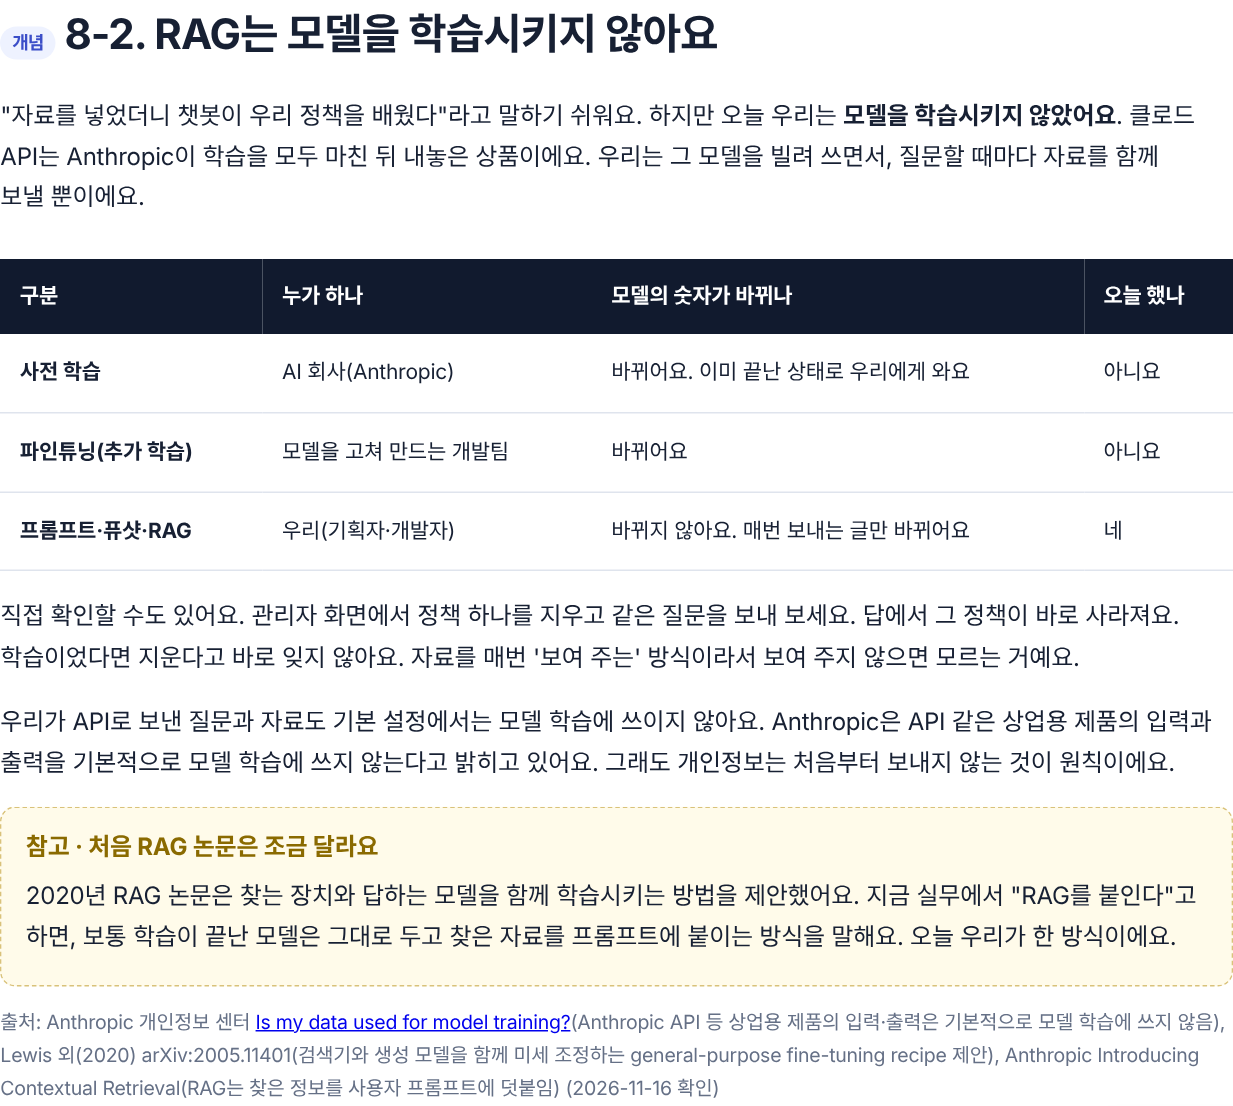 개념 8-2. RAG는 모델을 학습시키지 않아요
"자료를 넣었더니 챗봇이 우리 정책을 배웠다"라고 말하기 쉬워요. 하지만 오늘 우리는 모델을 학습시키지 않았어요. 클로드
API는 Anthropic이 학습을 모두 마친 뒤 내놓은 상품이에요. 우리는 그 모델을 빌려 쓰면서, 질문할 때마다 자료를 함께
보낼 뿐이에요.
구분 누가 하나 모델의 숫자가 바뀌나 오늘 했나
사전 학습 AI 회사(Anthropic) 바뀌어요. 이미 끝난 상태로 우리에게 와요 아니요
파인튜닝(추가 학습) 모델을 고쳐 만드는 개발팀 바뀌어요 아니요
프롬프트·퓨샷·RAG 우리(기획자·개발자) 바뀌지 않아요. 매번 보내는 글만 바뀌어요 네
직접 확인할 수도 있어요. 관리자 화면에서 정책 하나를 지우고 같은 질문을 보내 보세요. 답에서 그 정책이 바로 사라져요.
학습이었다면 지운다고 바로 잊지 않아요. 자료를 매번 '보여 주는' 방식이라서 보여 주지 않으면 모르는 거예요.
우리가 API로 보낸 질문과 자료도 기본 설정에서는 모델 학습에 쓰이지 않아요. Anthropic은 API 같은 상업용 제품의 입력과
출력을 기본적으로 모델 학습에 쓰지 않는다고 밝히고 있어요. 그래도 개인정보는 처음부터 보내지 않는 것이 원칙이에요.
참고 · 처음 RAG 논문은 조금 달라요
2020년 RAG 논문은 찾는 장치와 답하는 모델을 함께 학습시키는 방법을 제안했어요. 지금 실무에서 "RAG를 붙인다"고
하면, 보통 학습이 끝난 모델은 그대로 두고 찾은 자료를 프롬프트에 붙이는 방식을 말해요. 오늘 우리가 한 방식이에요.
출처: Anthropic 개인정보 센터 Is my data used for model training?(Anthropic API 등 상업용 제품의 입력·출력은 기본적으로 모델 학습에 쓰지 않음),
Lewis 외(2020) arXiv:2005.11401(검색기와 생성 모델을 함께 미세 조정하는 general-purpose fine-tuning recipe 제안), Anthropic Introducing
Contextual Retrieval(RAG는 찾은 정보를 사용자 프롬프트에 덧붙임) (2026-11-16 확인)